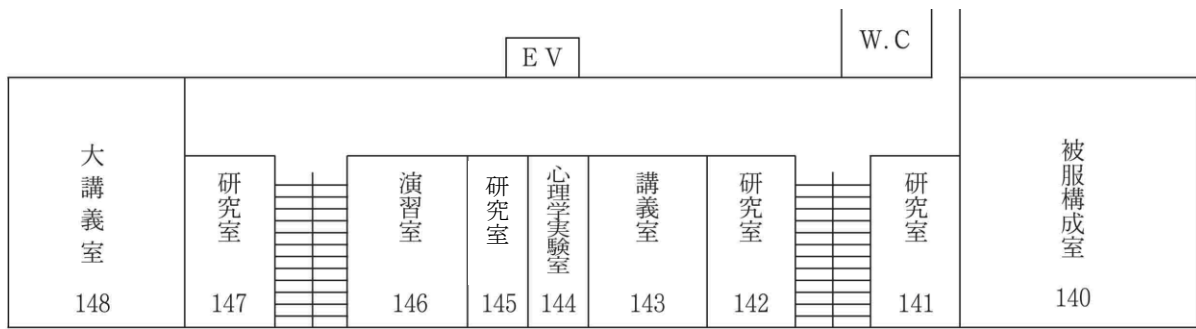 EV
W.C
大講義室
148
研究室
147
演習室
146
研究室
145
心理学実験室
144
講義室
143
研究室
142
研究室
141
被服構成室
140